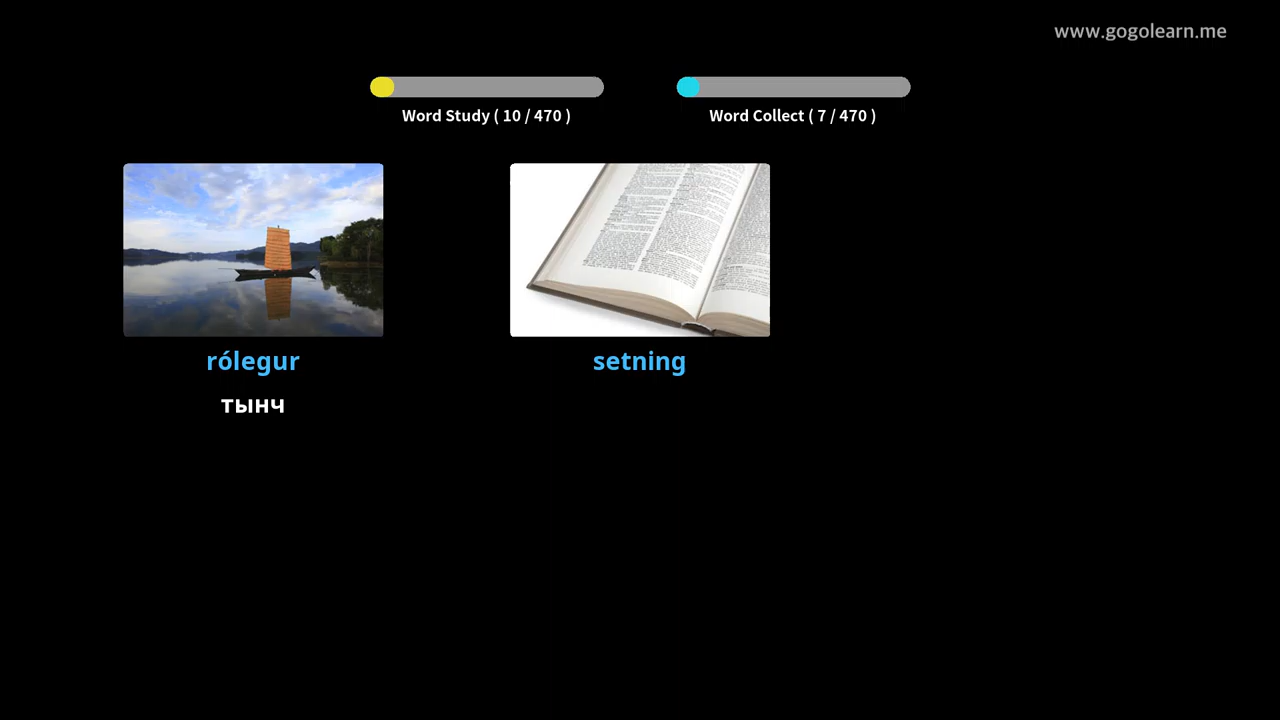 www.gogolearn.me
Word Study ( 10 / 470 )
Word Collect ( 7 / 470 )
rólegur
setning
тынч